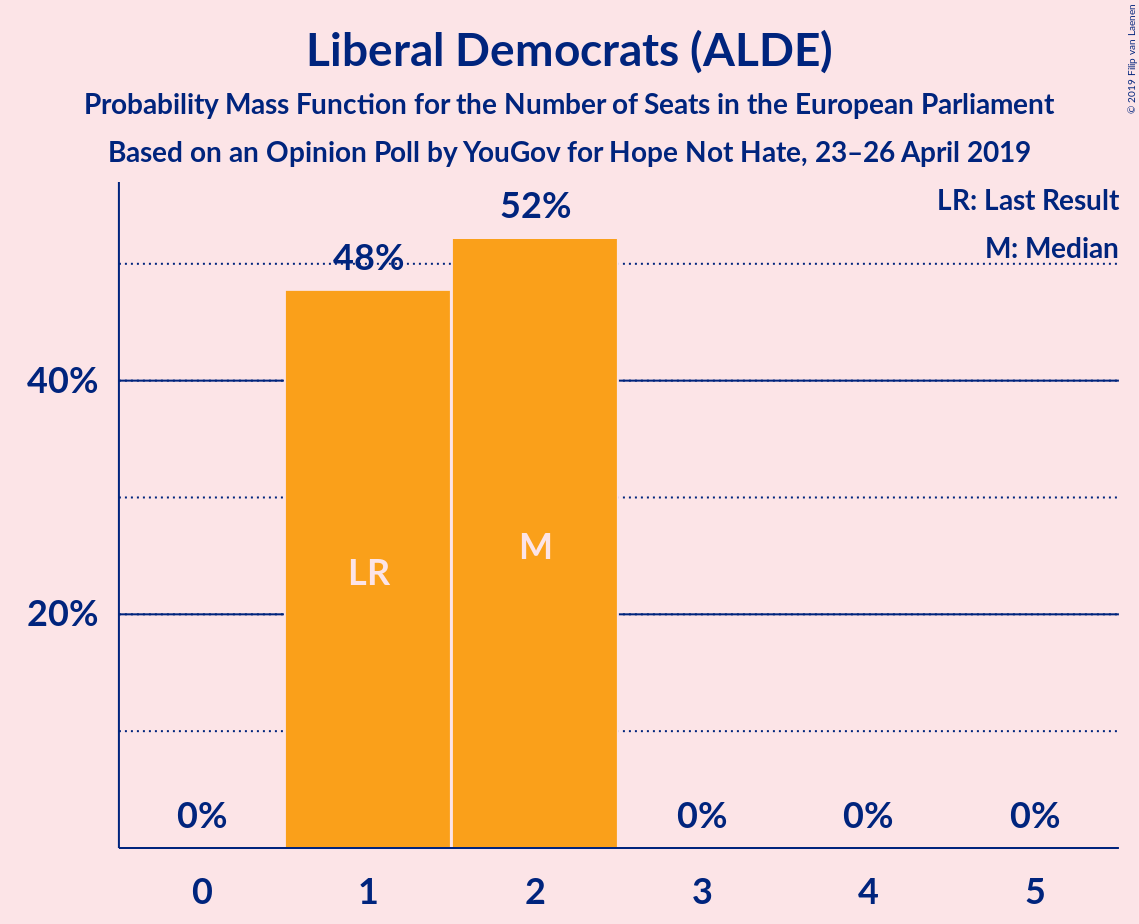 Liberal Democrats (ALDE)
Probability Mass Function for the Number of Seats in the European Parliament
Based on an Opinion Poll by YouGov for Hope Not Hate, 23–26 April 2019
© 2019 Filip van Laenen
LR: Last Result
M: Median
52%
48%
40%
20%
LR
M
0%
0%
0%
0%
0
1
2
3
4
5